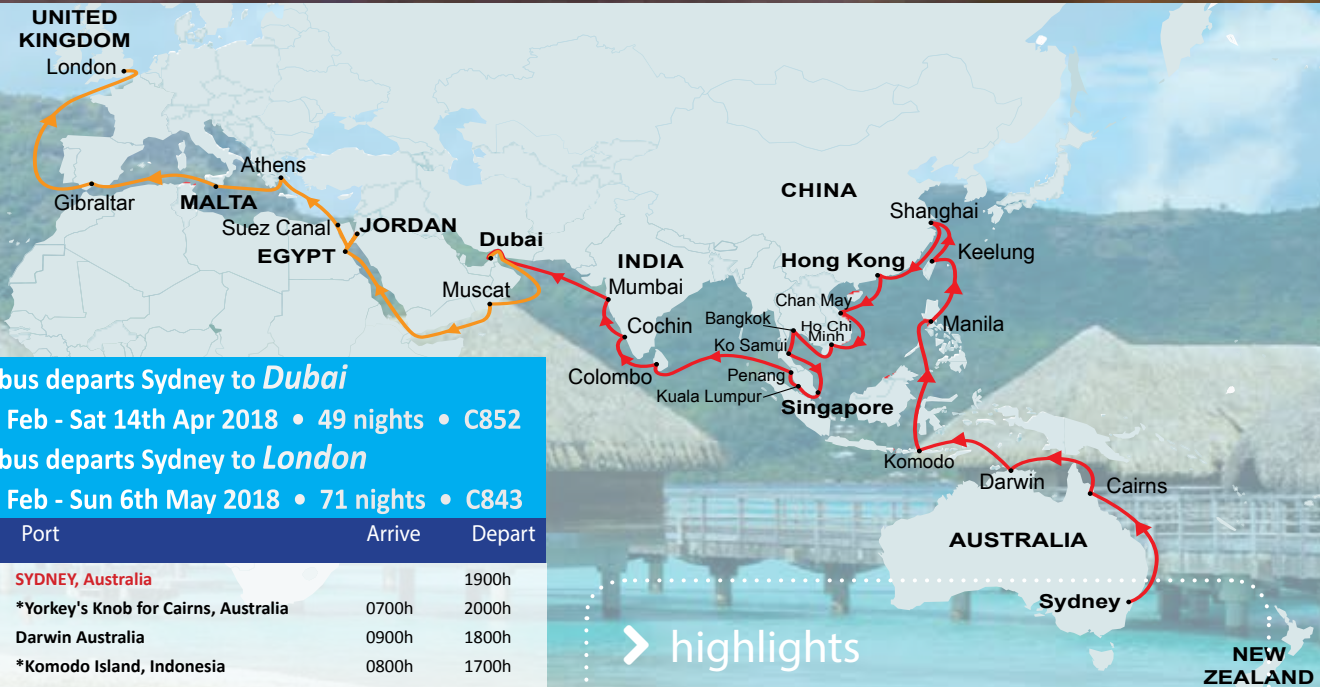 UNITED
KINGDOM
London
Athens
Gibraltar
MALTA
Suez Canal
JORDAN
EGYPT
Dubai
Muscat
INDIA
Mumbai
Cochin
Colombo
CHINA
Shanghai
Keelung
Hong Kong
Chan May
Bangkok
Ho Chi
Minh
Manila
Ko Samui
Penang
Kuala Lumpur
Singapore
Komodo
Darwin
Cairns
AUSTRALIA
Sydney
NEW
ZEALAND
bus departs Sydney to Dubai
Feb - Sat 14th Apr 2018 • 49 nights • C852
bus departs Sydney to London
Feb - Sun 6th May 2018 • 71 nights • C843
Port Arrive Depart
SYDNEY, Australia 1900h
*Yorkey's Knob for Cairns, Australia 0700h 2000h
Darwin Australia 0900h 1800h
*Komodo Island, Indonesia 0800h 1700h
highlights